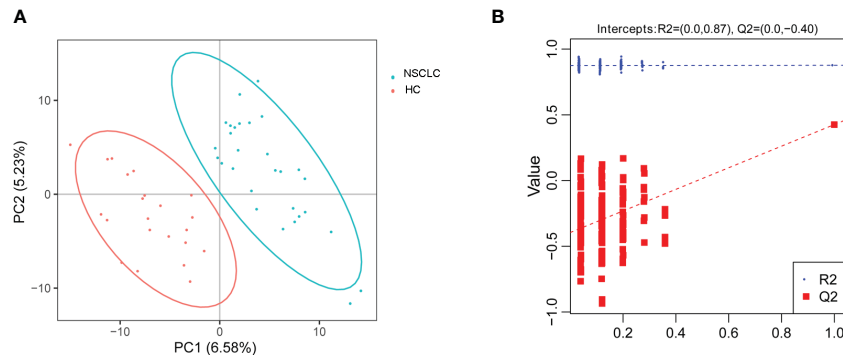 A
NSCLC
HC
10
0
−10
PC2 (5.23%)
−10
0
10
PC1 (6.58%)
B
Intercepts:R2=(0.0,0.87), Q2=(0.0,−0.40)
1.0
0.5
0.0
−0.5
−1.0
Value
R2
Q2
0.2
0.4
0.6
0.8
1.0